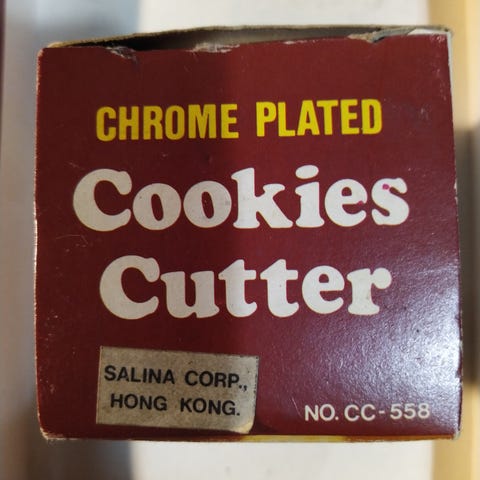 CHROME PLATED
Cookies
Cutter
SALINA CORP.,
HONG KONG.
NO. CC-558